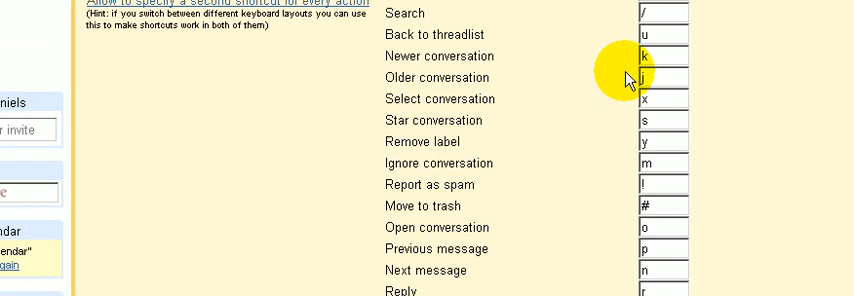 Allow to specify a second shortcut for every action
(Hint: if you switch between different keyboard layouts you can use
this to make shortcuts work in both of them)
niels
r invite
e
ndar
endar"
gain
Search /
Back to threadlist u
Newer conversation k
Older conversation j
Select conversation x
Star conversation s
Remove label y
Ignore conversation m
Report as spam !
Move to trash #
Open conversation o
Previous message p
Next message n
Reply r